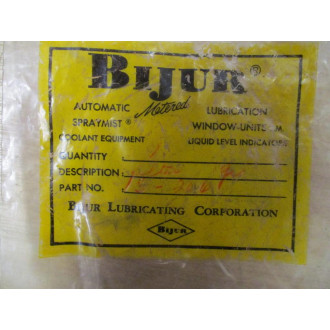 BIJUR®
AUTOMATIC Metered LUBRICATION
SPRAYMIST® WINDOW-UNITS
COOLANT EQUIPMENT LIQUID LEVEL INDICATORS
QUANTITY
DESCRIPTION
PART NO.
BIJUR LUBRICATING CORPORATION
BIJUR